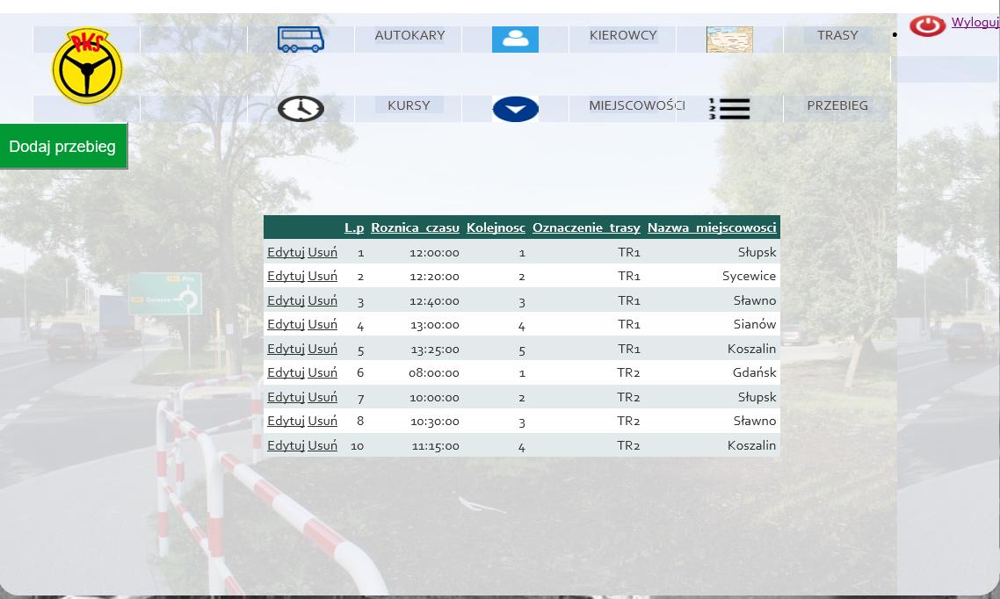 Wyloguj
PKS
AUTOKARY KIEROWCY TRASY
KURSY MIEJSCOWOŚCI 1 2 3 PRZEBIEG
Dodaj przebieg
L.p Roznica_czasu Kolejnosc Oznaczenie_trasy Nazwa_miejscowosci
Edytuj Usuń 1 12:00:00 1 TR1 Słupsk
Edytuj Usuń 2 12:20:00 2 TR1 Sycewice
Edytuj Usuń 3 12:40:00 3 TR1 Sławno
Edytuj Usuń 4 13:00:00 4 TR1 Sianów
Edytuj Usuń 5 13:25:00 5 TR1 Koszalin
Edytuj Usuń 6 08:00:00 1 TR2 Gdańsk
Edytuj Usuń 7 10:00:00 2 TR2 Słupsk
Edytuj Usuń 8 10:30:00 3 TR2 Sławno
Edytuj Usuń 10 11:15:00 4 TR2 Koszalin